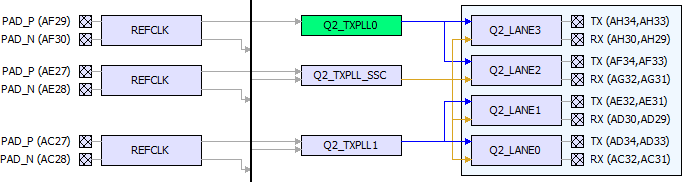 PAD_P (AF29)
PAD_N (AF30)
REFCLK
Q2_TXPLL0
Q2_LANE3
TX (AH34,AH33)
RX (AH30,AH29)
PAD_P (AE27)
PAD_N (AE28)
REFCLK
Q2_TXPLL_SSC
Q2_LANE2
TX (AF34,AF33)
RX (AG32,AG31)
Q2_LANE1
TX (AE32,AE31)
RX (AD30,AD29)
PAD_P (AC27)
PAD_N (AC28)
REFCLK
Q2_TXPLL1
Q2_LANE0
TX (AD34,AD33)
RX (AC32,AC31)